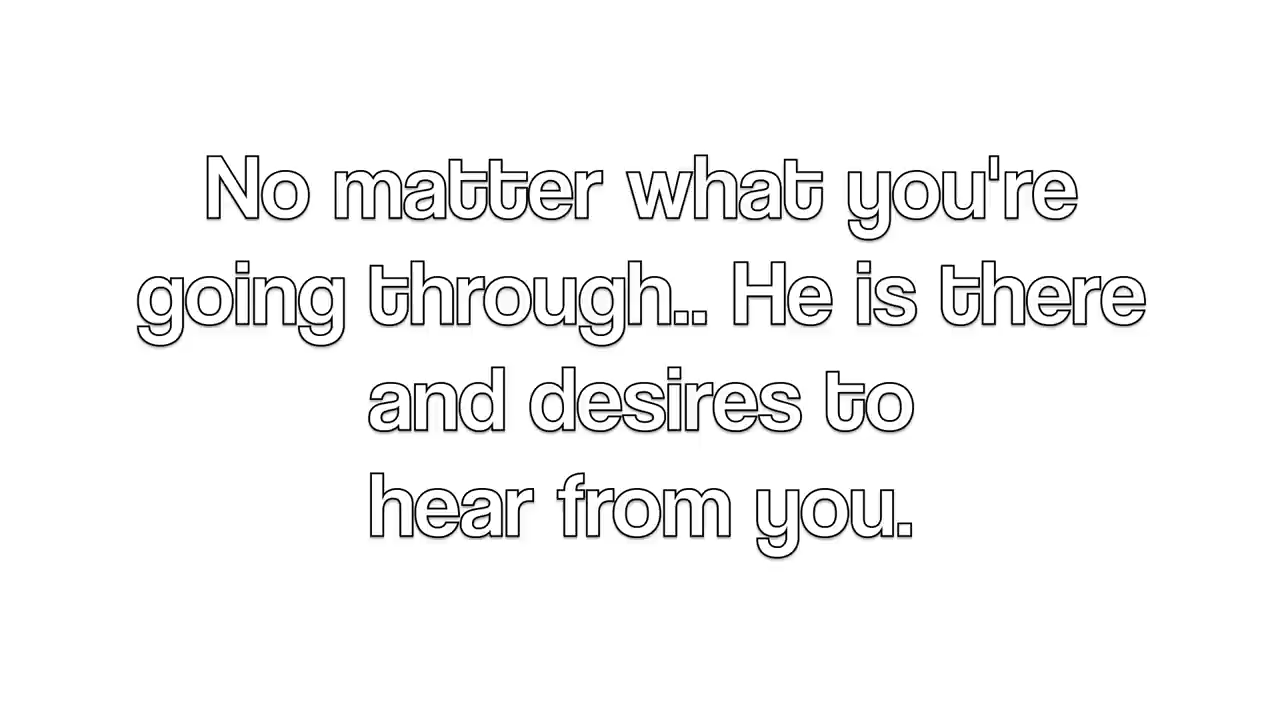 No matter what you're
going through.. He is there
and desires to
hear from you.